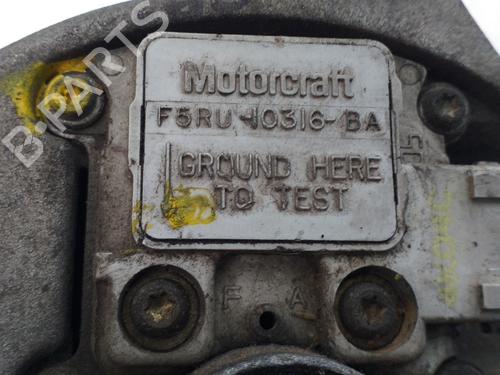 Motorcraft
F5RU-10316-BA
GROUND HERE
TO TEST
F A
B-PARTS